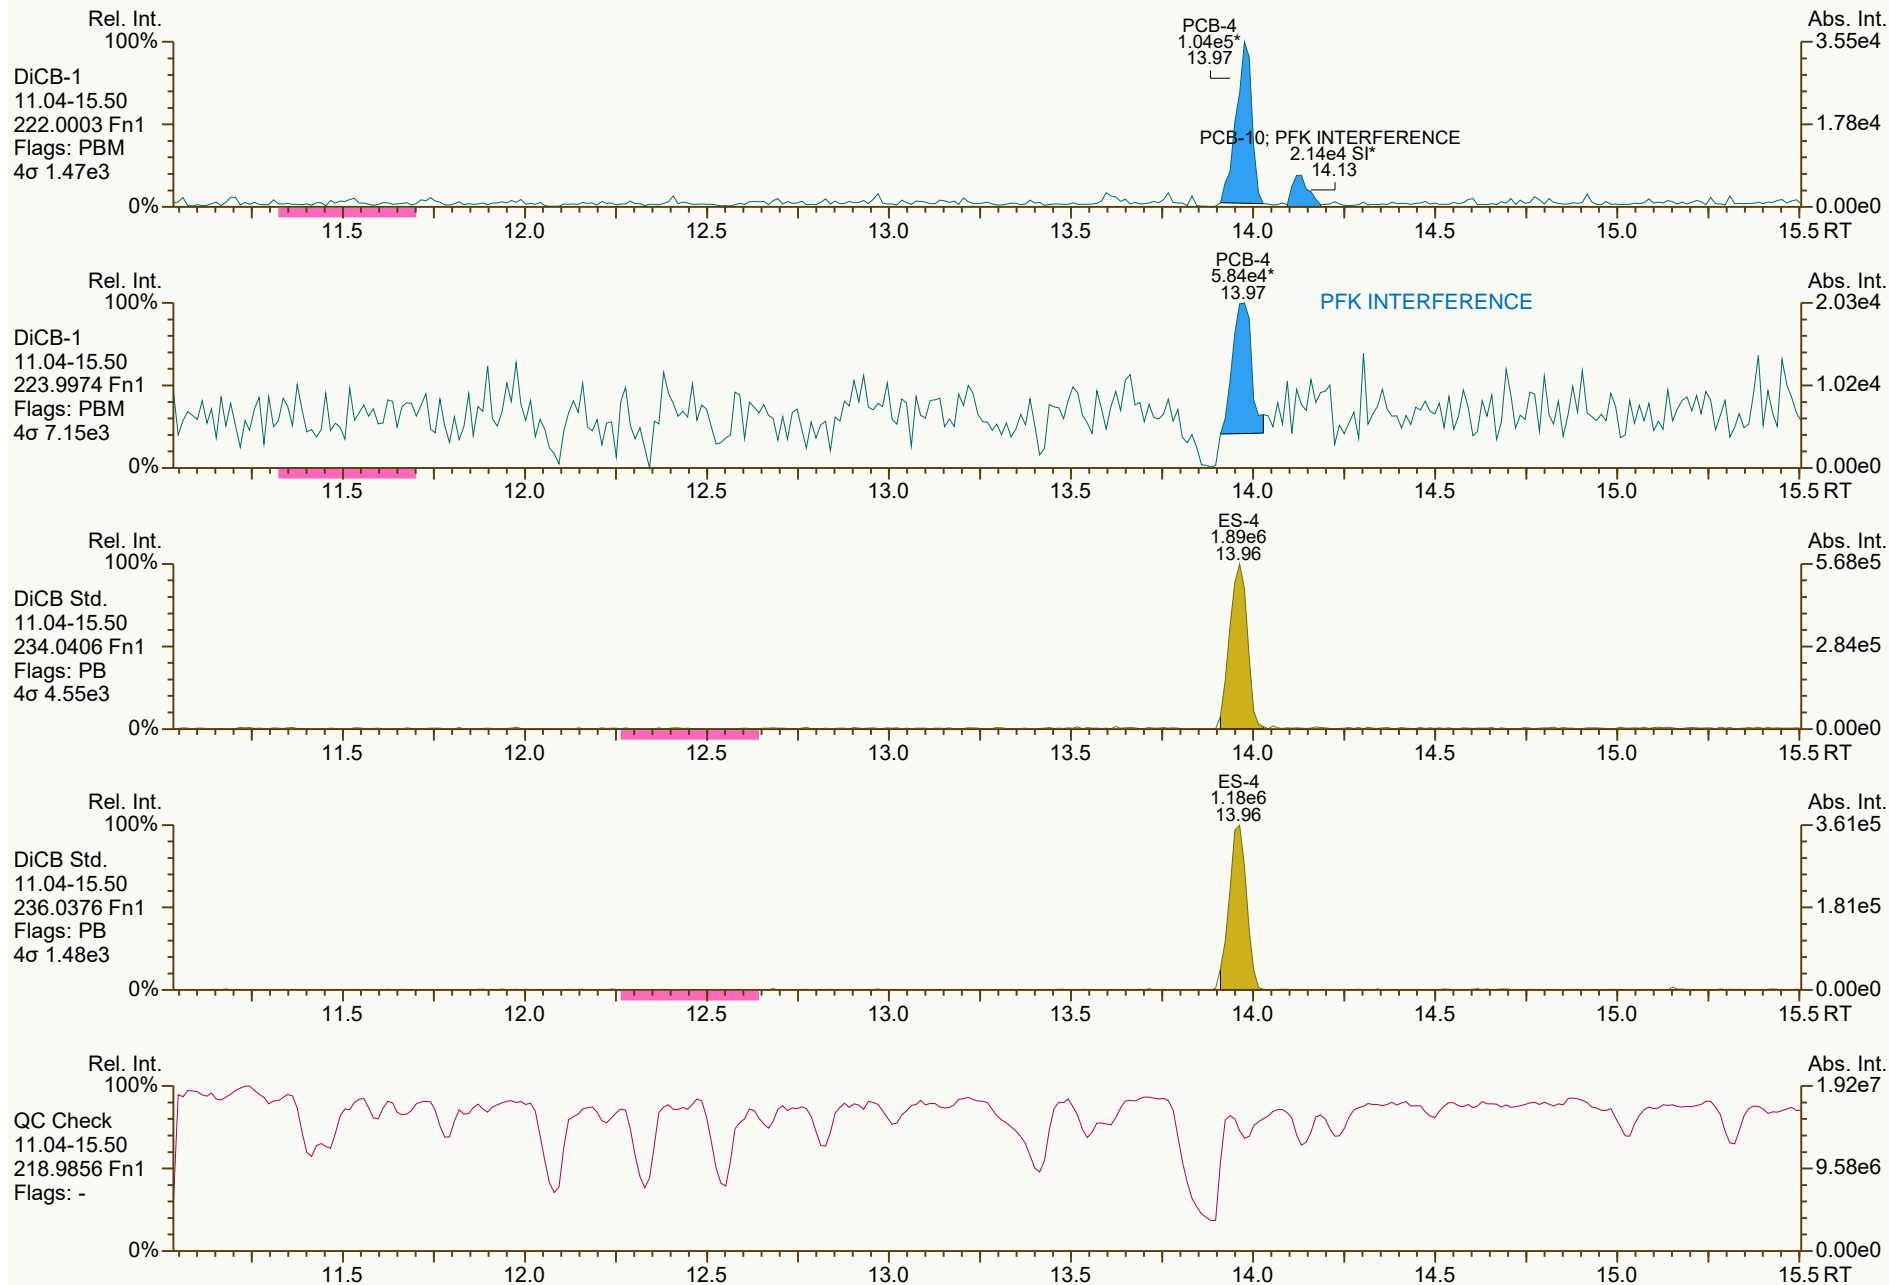 Rel. Int.
Abs. Int.
100%
3.55e4
PCB-4
1.04e5*
13.97
DiCB-1
11.04-15.50
222.0003 Fn1
Flags: PBM
4σ 1.47e3
1.78e4
PCB-10; PFK INTERFERENCE
2.14e4 SI*
14.13
0%
0.00e0
11.5 12.0 12.5 13.0 13.5 14.0 14.5 15.0 15.5 RT
Rel. Int.
Abs. Int.
100%
2.03e4
PCB-4
5.84e4*
13.97
PFK INTERFERENCE
DiCB-1
11.04-15.50
223.9974 Fn1
Flags: PBM
4σ 7.15e3
1.02e4
0%
0.00e0
11.5 12.0 12.5 13.0 13.5 14.0 14.5 15.0 15.5 RT
Rel. Int.
Abs. Int.
100%
5.68e5
ES-4
1.89e6
13.96
DiCB Std.
11.04-15.50
234.0406 Fn1
Flags: PB
4σ 4.55e3
2.84e5
0%
0.00e0
11.5 12.0 12.5 13.0 13.5 14.0 14.5 15.0 15.5 RT
Rel. Int.
Abs. Int.
100%
3.61e5
ES-4
1.18e6
13.96
DiCB Std.
11.04-15.50
236.0376 Fn1
Flags: PB
4σ 1.48e3
1.81e5
0%
0.00e0
11.5 12.0 12.5 13.0 13.5 14.0 14.5 15.0 15.5 RT
Rel. Int.
Abs. Int.
100%
1.92e7
QC Check
11.04-15.50
218.9856 Fn1
Flags: -
9.58e6
0%
0.00e0
11.5 12.0 12.5 13.0 13.5 14.0 14.5 15.0 15.5 RT